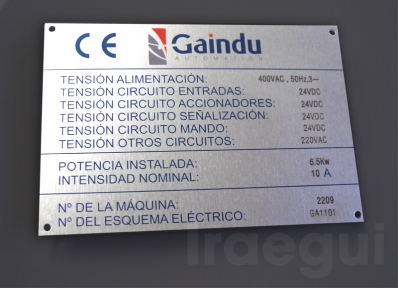 CE Gaindu
AUTOMATION
TENSIÓN ALIMENTACIÓN: 400VAC , 50Hz,3~
TENSIÓN CIRCUITO ENTRADAS: 24VDC
TENSIÓN CIRCUITO ACCIONADORES: 24VDC
TENSIÓN CIRCUITO SEÑALIZACIÓN: 24VDC
TENSIÓN CIRCUITO MANDO: 24VDC
TENSIÓN OTROS CIRCUITOS: 220VAC
POTENCIA INSTALADA: 6.5Kw
INTENSIDAD NOMINAL: 10 A
Nº DE LA MÁQUINA: 2209
Nº DEL ESQUEMA ELÉCTRICO: GA1101
Iraegui